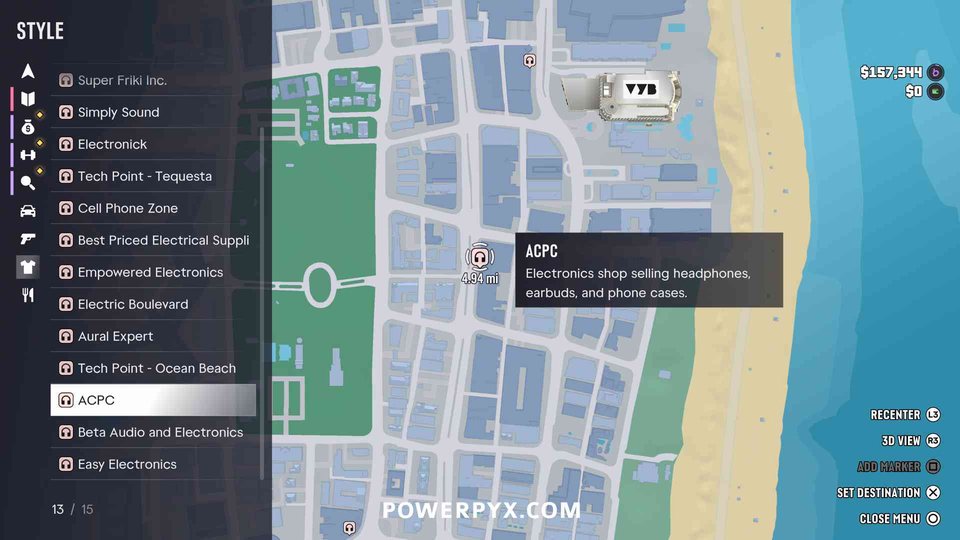 STYLE
Super Friki Inc.
Simply Sound
Electronick
Tech Point - Tequesta
Cell Phone Zone
Best Priced Electrical Suppli
Empowered Electronics
Electric Boulevard
Aural Expert
Tech Point - Ocean Beach
ACPC
Beta Audio and Electronics
Easy Electronics
13 / 15
VYB
4.94 mi
ACPC
Electronics shop selling headphones,
earbuds, and phone cases.
$157,344
$0
RECENTER L3
3D VIEW R3
ADD MARKER
SET DESTINATION
CLOSE MENU
POWERPYX.COM